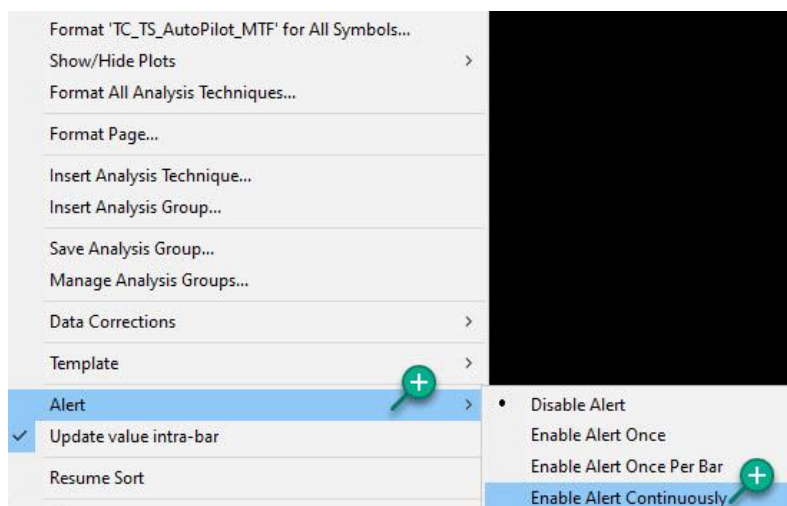 Format 'TC_TS_AutoPilot_MTF' for All Symbols...
Show/Hide Plots
Format All Analysis Techniques...
Format Page...
Insert Analysis Technique...
Insert Analysis Group...
Save Analysis Group...
Manage Analysis Groups...
Data Corrections
Template
Alert
Update value intra-bar
Resume Sort
Disable Alert
Enable Alert Once
Enable Alert Once Per Bar
Enable Alert Continuously